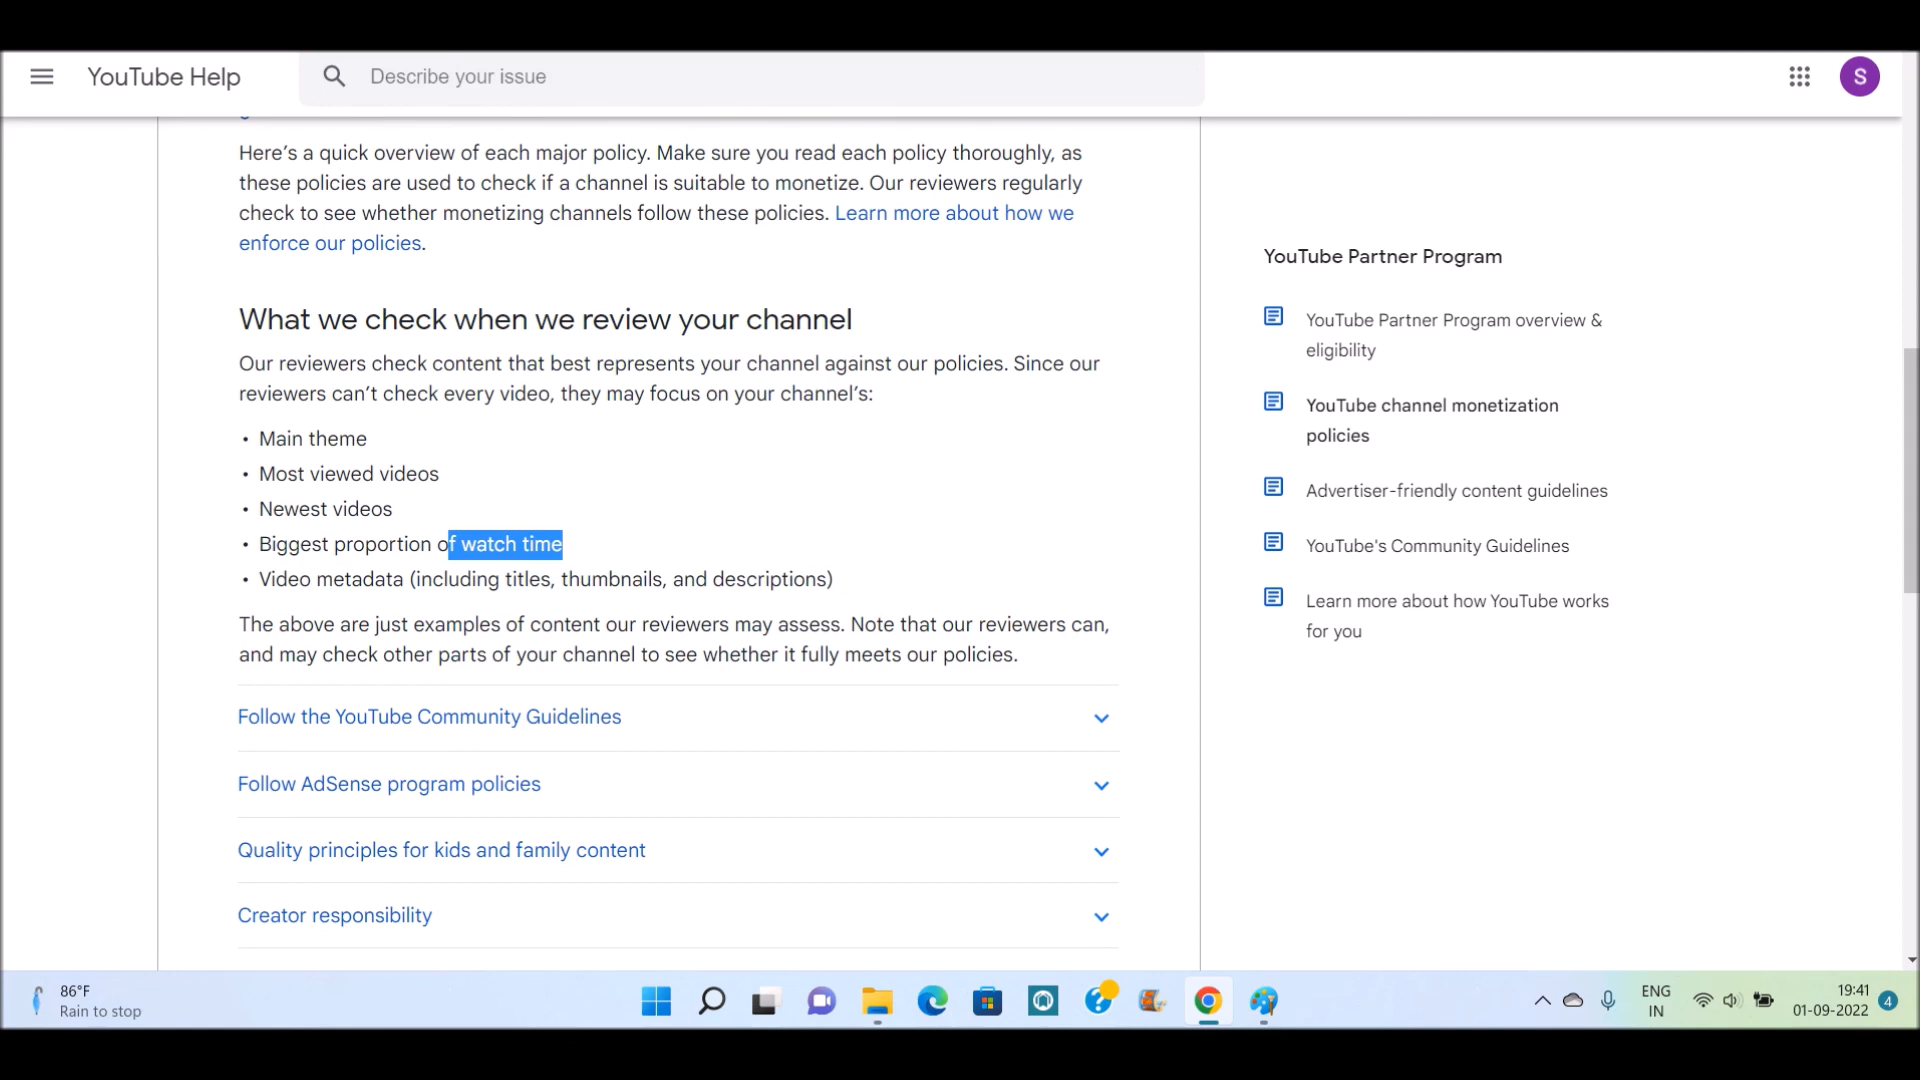 YouTube Help
Describe your issue
S
Here’s a quick overview of each major policy. Make sure you read each policy thoroughly, as
these policies are used to check if a channel is suitable to monetize. Our reviewers regularly
check to see whether monetizing channels follow these policies. Learn more about how we
enforce our policies.
What we check when we review your channel
Our reviewers check content that best represents your channel against our policies. Since our
reviewers can’t check every video, they may focus on your channel’s:
• Main theme
• Most viewed videos
• Newest videos
• Biggest proportion of watch time
• Video metadata (including titles, thumbnails, and descriptions)
The above are just examples of content our reviewers may assess. Note that our reviewers can,
and may check other parts of your channel to see whether it fully meets our policies.
Follow the YouTube Community Guidelines
Follow AdSense program policies
Quality principles for kids and family content
Creator responsibility
YouTube Partner Program
YouTube Partner Program overview &
eligibility
YouTube channel monetization
policies
Advertiser-friendly content guidelines
YouTube's Community Guidelines
Learn more about how YouTube works
for you
86°F
Rain to stop
ENG
IN
19:41
01-09-2022
4